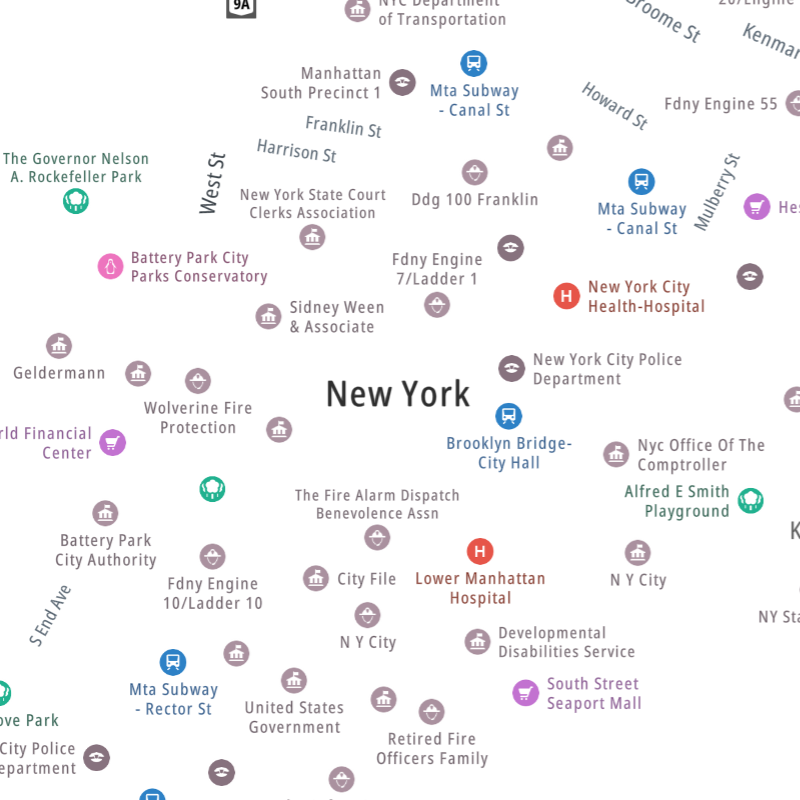 9A
NYC Department
of Transportation
Broome St
Kenmar
Manhattan
South Precinct 1
Mta Subway
- Canal St
Howard St
Fdny Engine 55
Franklin St
Harrison St
The Governor Nelson
A. Rockefeller Park
West St
New York State Court
Clerks Association
Ddg 100 Franklin
Mta Subway
- Canal St
Mulberry St
Hes
Battery Park City
Parks Conservatory
Fdny Engine
7/Ladder 1
H
New York City
Health-Hospital
Sidney Ween
& Associate
Geldermann
New York City Police
Department
New York
Wolverine Fire
Protection
rld Financial
Center
Brooklyn Bridge-
City Hall
Nyc Office Of The
Comptroller
Alfred E Smith
Playground
The Fire Alarm Dispatch
Benevolence Assn
Battery Park
City Authority
K
Fdny Engine
10/Ladder 10
City File
H
Lower Manhattan
Hospital
N Y City
S End Ave
N Y City
NY Sta
Developmental
Disabilities Service
Mta Subway
- Rector St
United States
Government
South Street
Seaport Mall
ove Park
Retired Fire
Officers Family
City Police
epartment